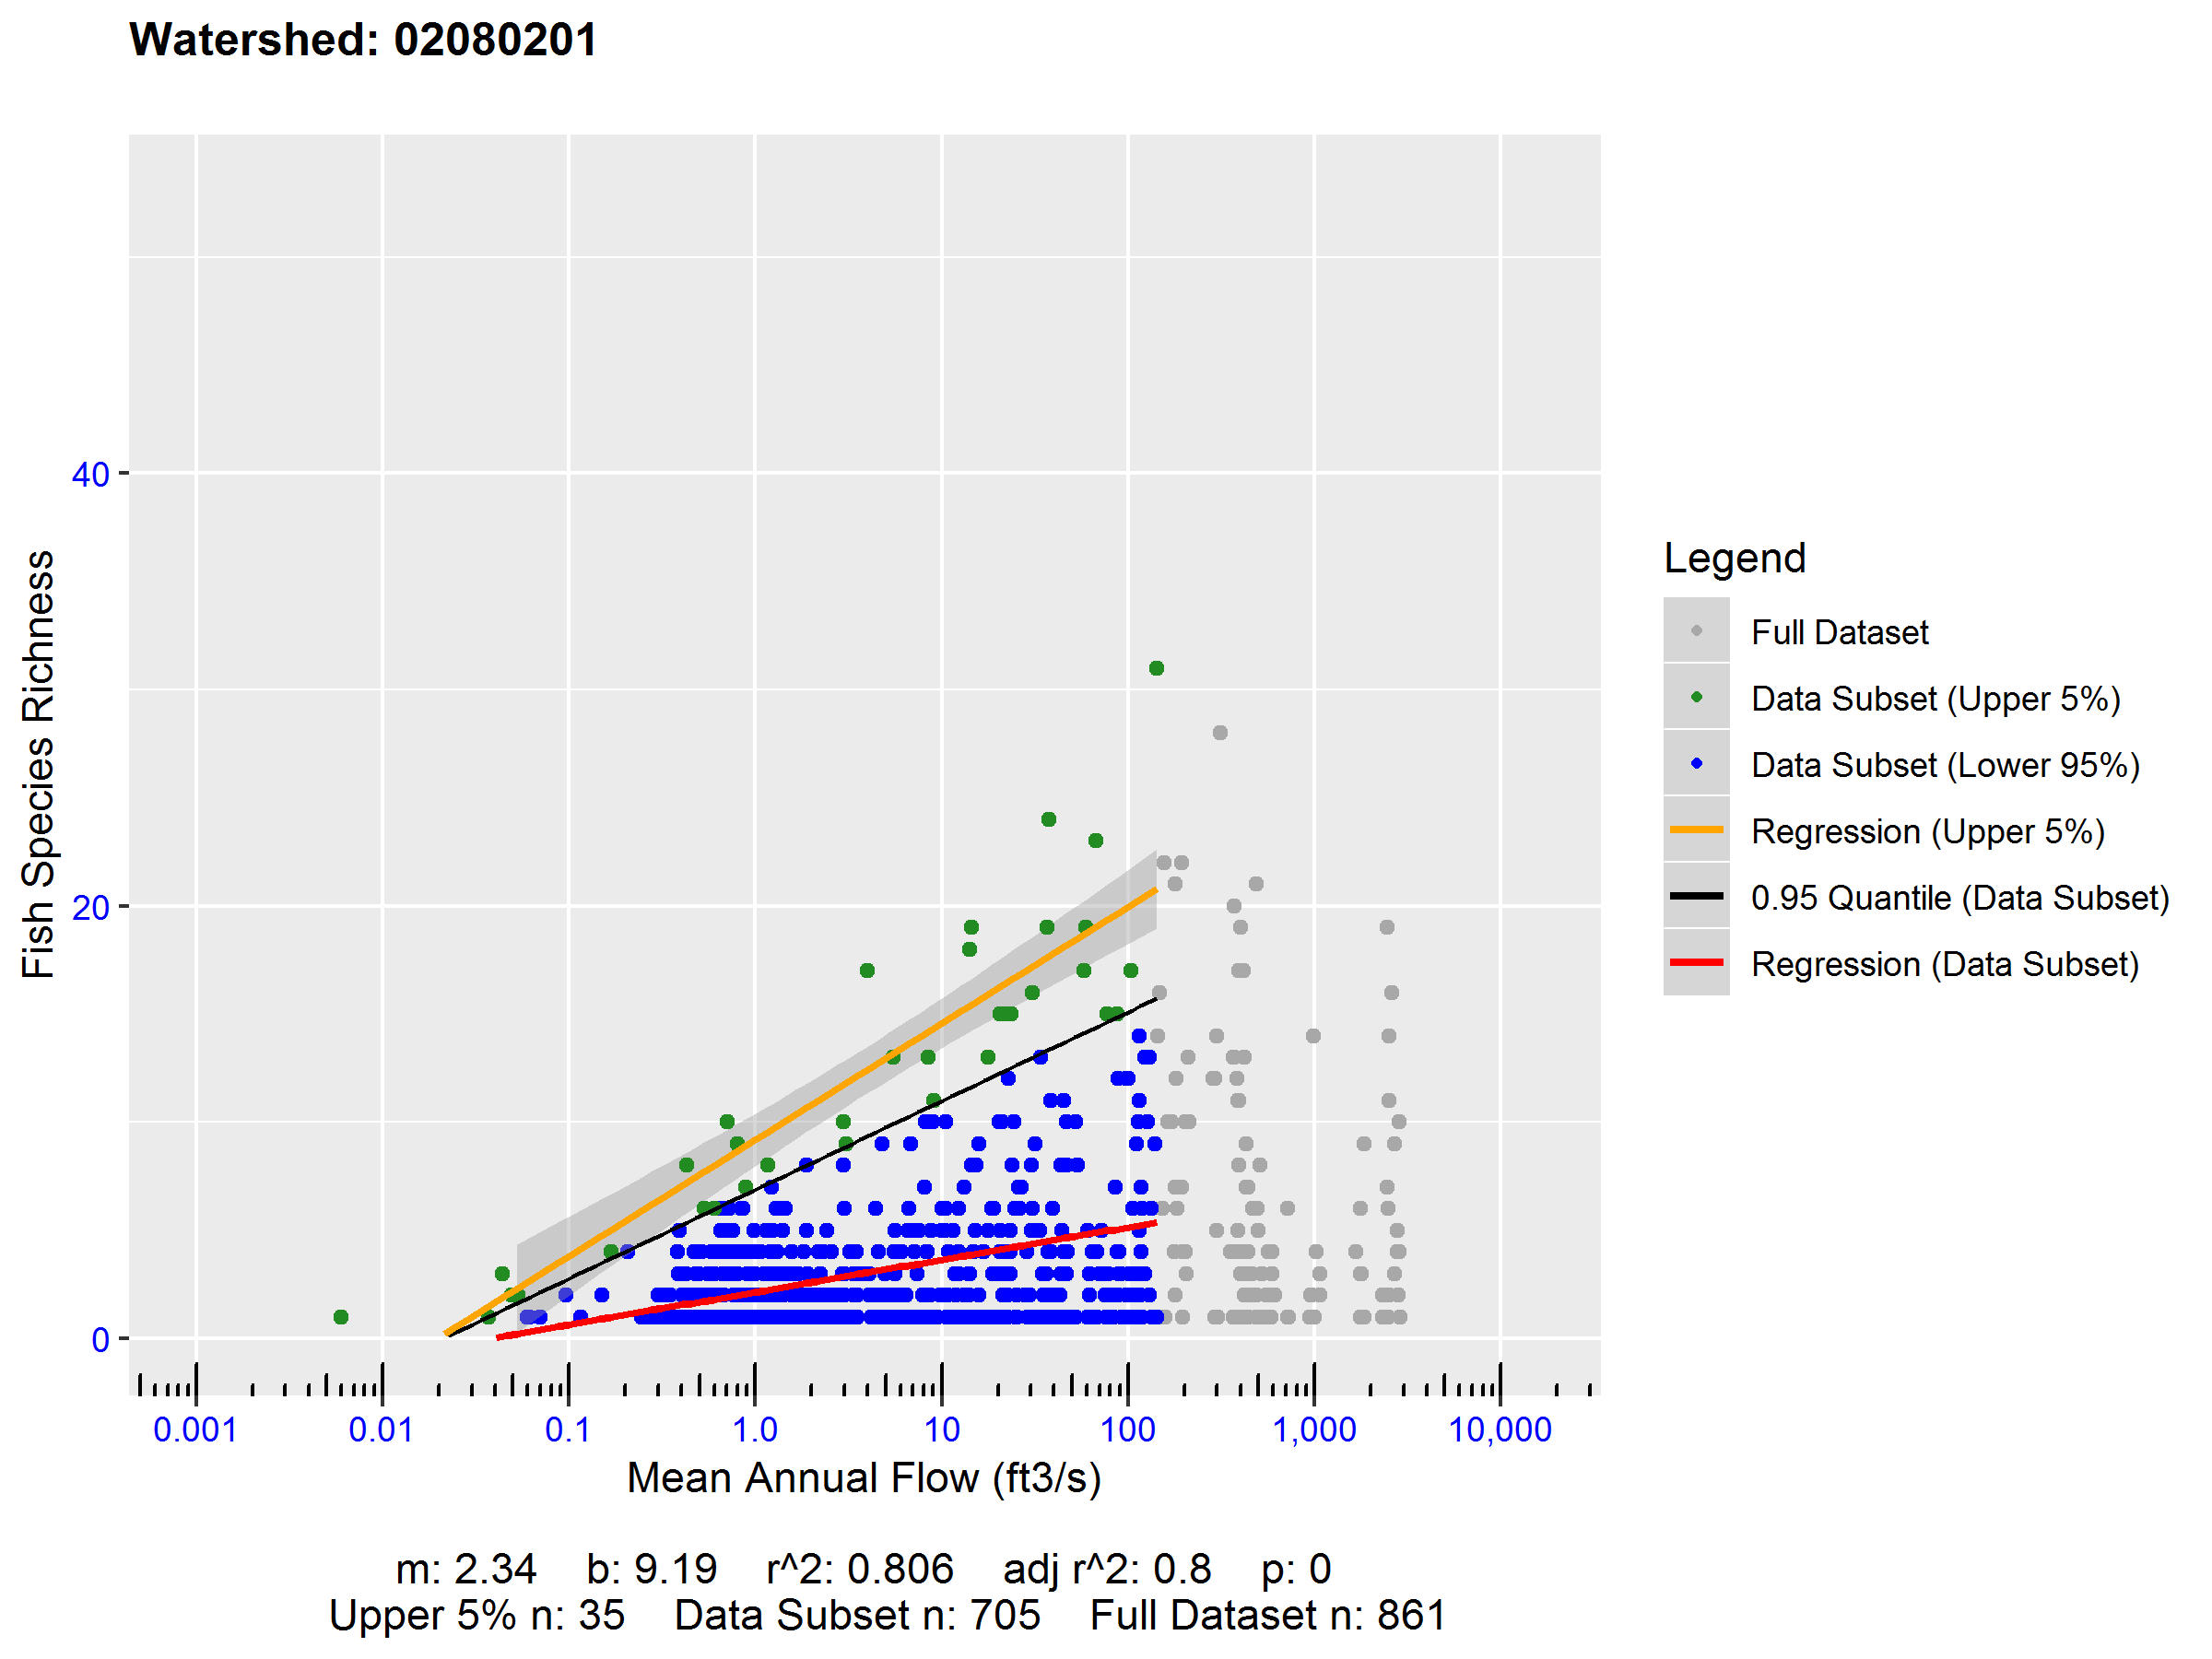 Watershed: 02080201
Fish Species Richness
40
20
0
0.001
0.01
0.1
1.0
10
100
1,000
10,000
Mean Annual Flow (ft3/s)
Legend
Full Dataset
Data Subset (Upper 5%)
Data Subset (Lower 95%)
Regression (Upper 5%)
0.95 Quantile (Data Subset)
Regression (Data Subset)
m: 2.34 b: 9.19 r^2: 0.806 adj r^2: 0.8 p: 0
Upper 5% n: 35 Data Subset n: 705 Full Dataset n: 861